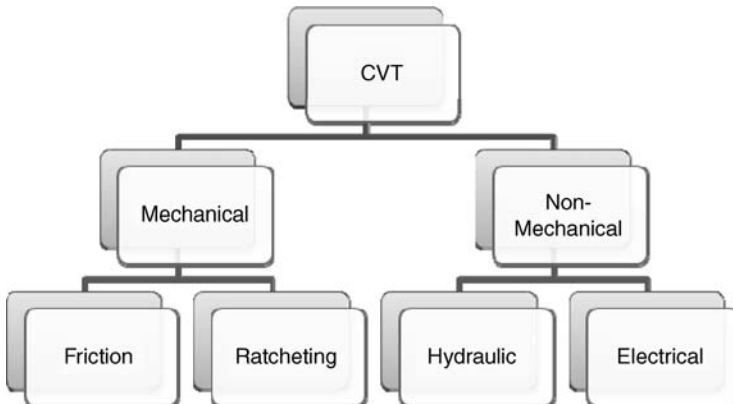 CVT
Mechanical
Non-
Mechanical
Friction
Ratcheting
Hydraulic
Electrical